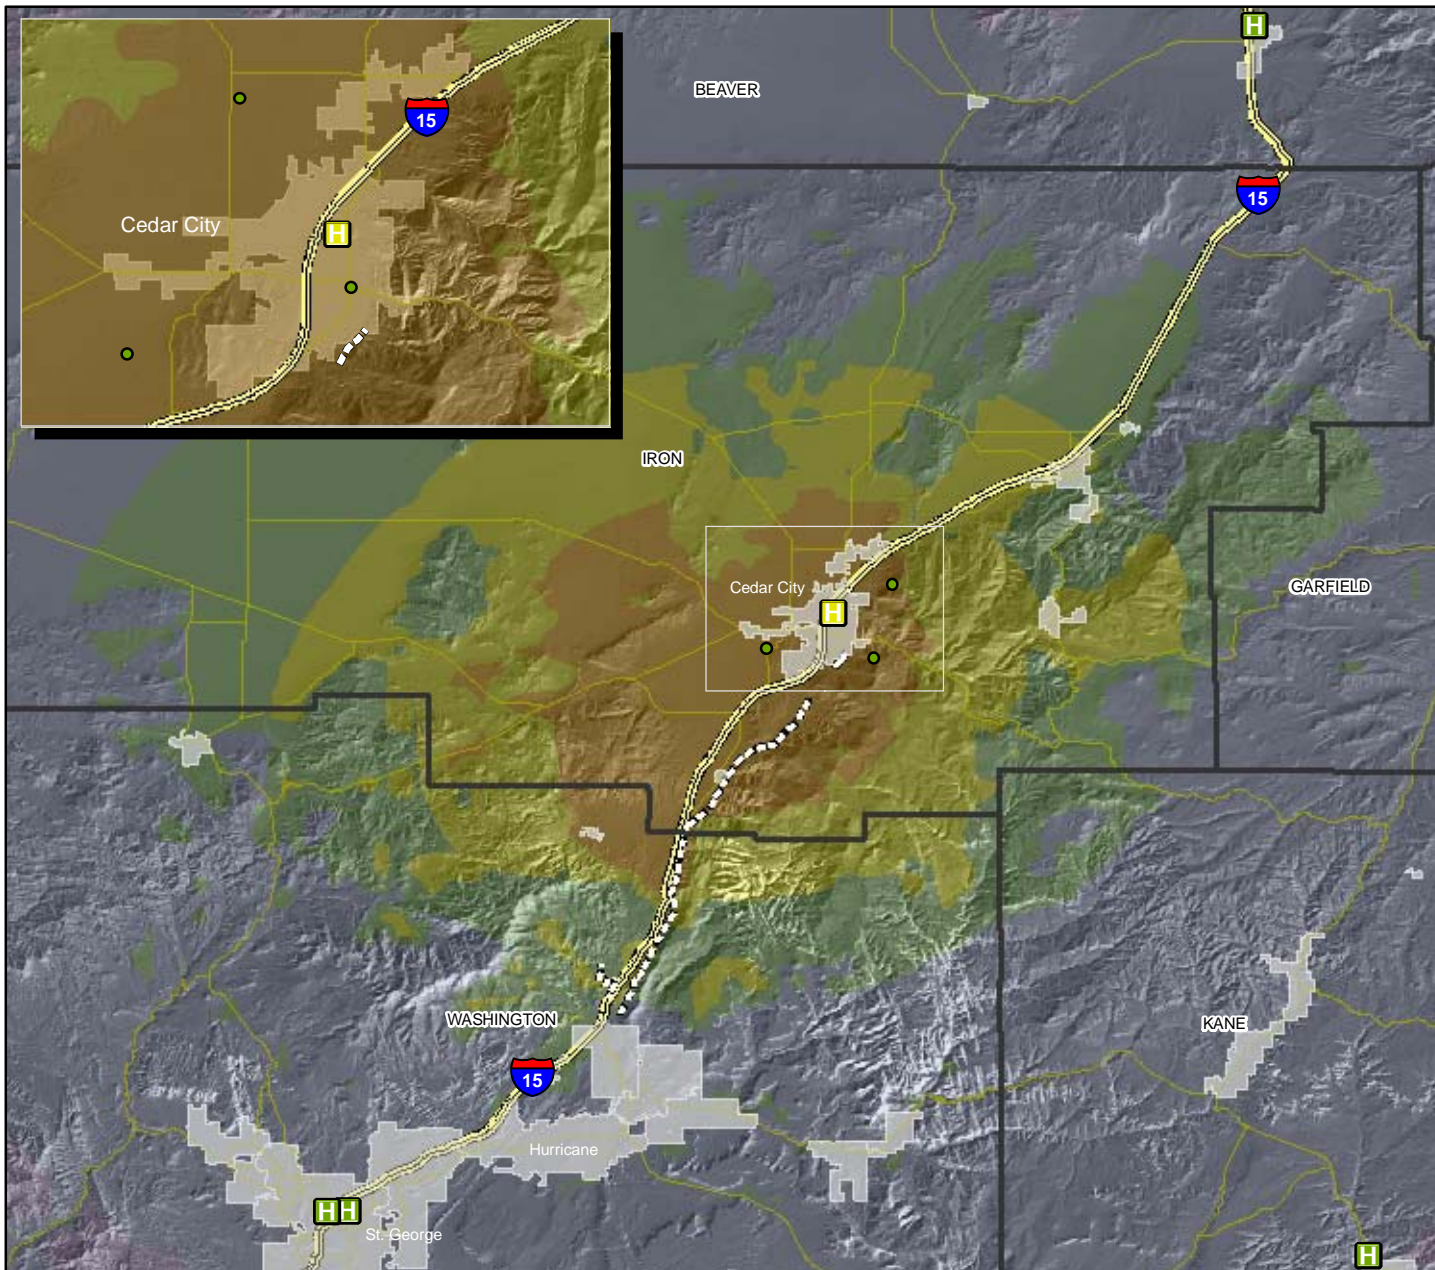 15
Cedar City
H
BEAVER
H
15
IRON
Cedar City
H
GARFIELD
WASHINGTON
KANE
15
Hurricane
H H
St. George
H